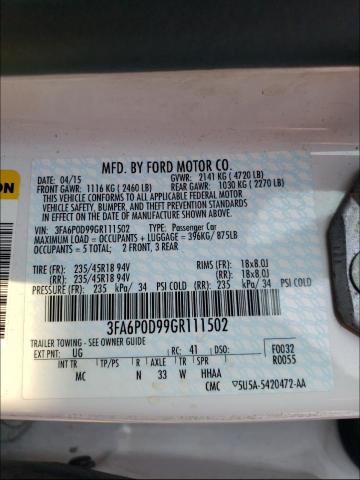 MFD. BY FORD MOTOR CO.
DATE: 04/15 GVWR: 2141 KG ( 4720 LB)
FRONT GAWR: 1116 KG ( 2460 LB) REAR GAWR: 1030 KG ( 2270 LB)
THIS VEHICLE CONFORMS TO ALL APPLICABLE FEDERAL MOTOR
VEHICLE SAFETY, BUMPER, AND THEFT PREVENTION STANDARDS
IN EFFECT ON THE DATE OF MANUFACTURE SHOWN ABOVE.
VIN: 3FA6P0D99GR111502 TYPE: Passenger Car
MAXIMUM LOAD = OCCUPANTS + LUGGAGE = 396KG/ 875LB
OCCUPANTS = 5 TOTAL: 2 FRONT, 3 REAR
TIRE (FR): 235/45R18 94V RIMS (FR): 18x8.0J
235/45R18 94V 18x8.0J
PRESSURE (FR): 235 kPa/ 34 PSI COLD 235 kPa/ 34 PSI COLD
3FA6P0D99GR111502
TRAILER TOWING - SEE OWNER GUIDE
EXT PNT: UG RC: 41 DSO: F0032
R0055
INT TR TP/PS R AXLE TR SPR
MC N 33 W HHAA
CMC 5U5A-5420472-AA
ON